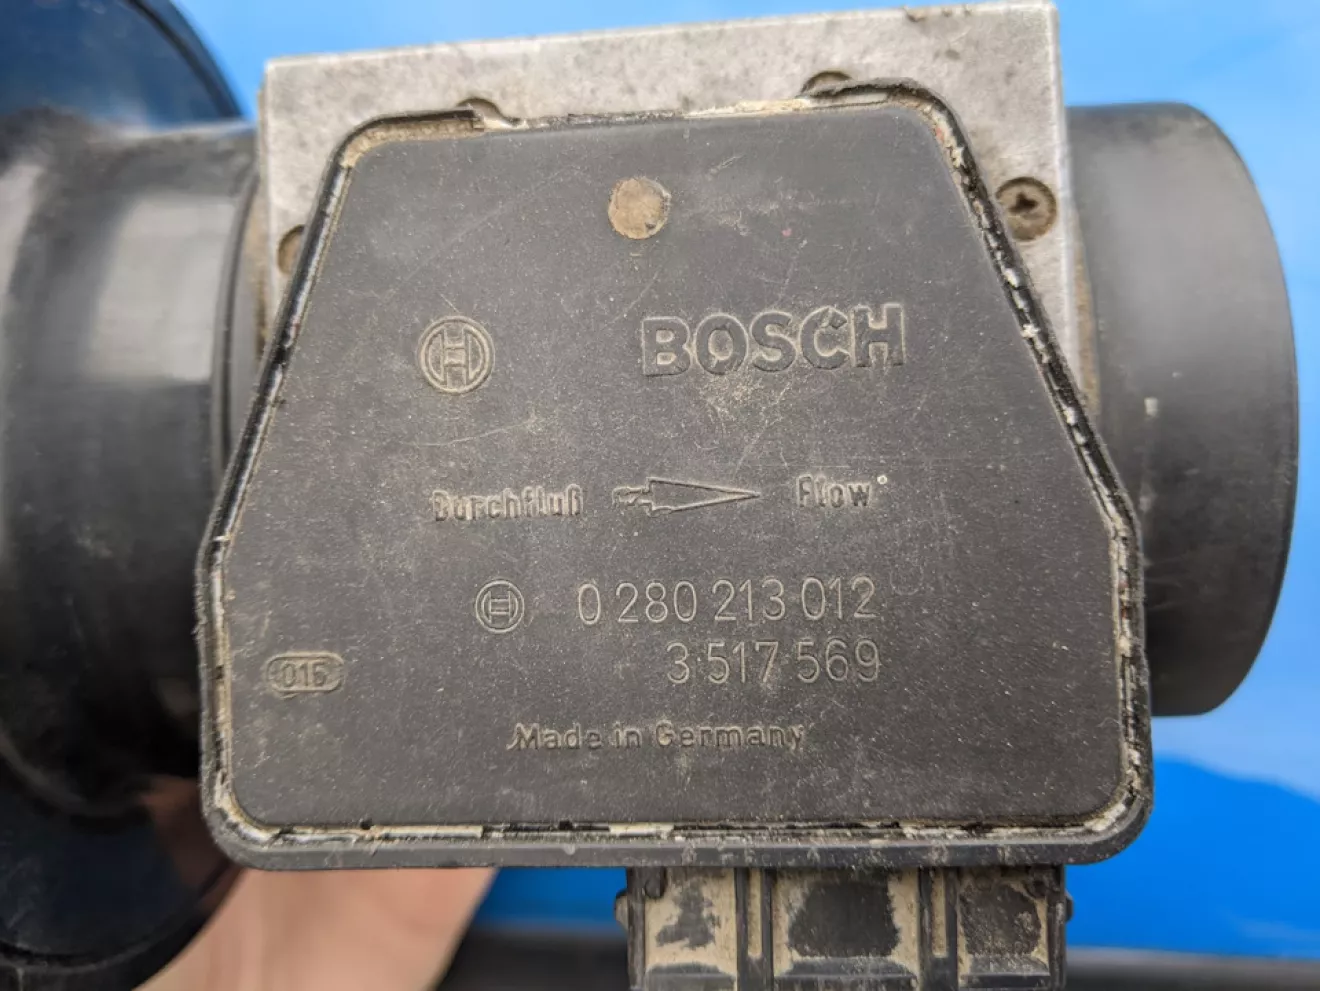 BOSCH
Durchfluß Flow
0 280 213 012
3 517 569
015
Made in Germany